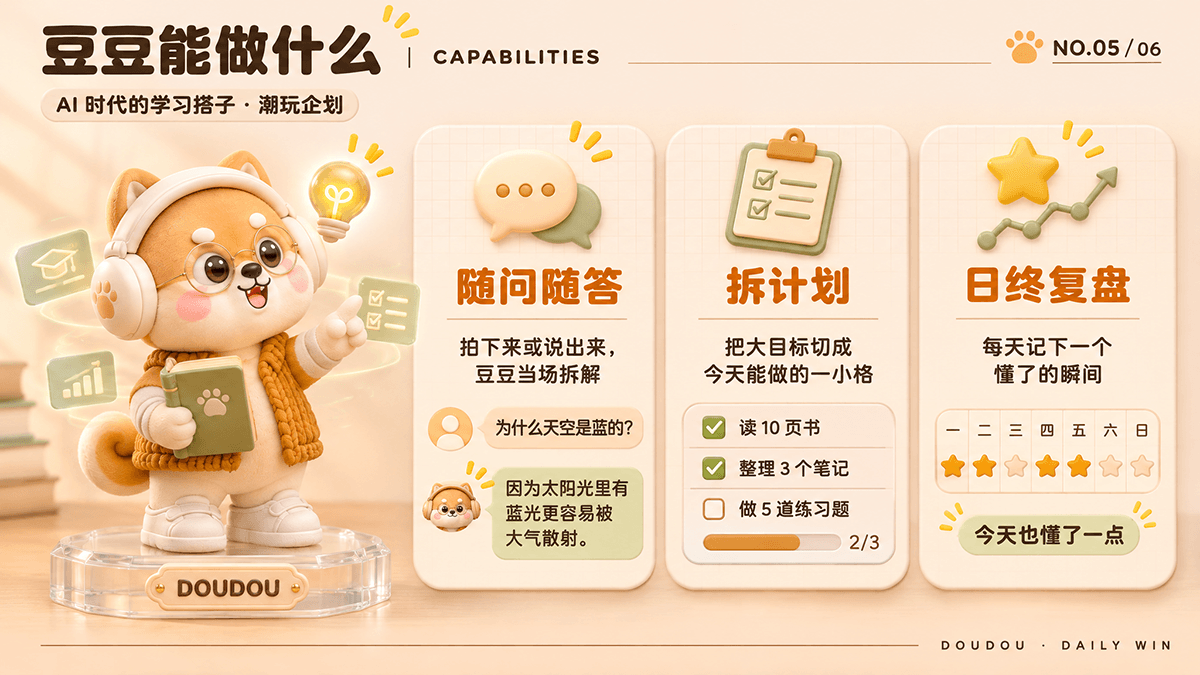 豆豆能做什么
| CAPABILITIES
NO.05 / 06
AI 时代的学习搭子 · 潮玩企划
DOUDOU
随问随答
拍下来或说出来，
豆豆当场拆解
为什么天空是蓝的?
因为太阳光里有
蓝光更容易被
大气散射。
拆计划
把大目标切成
今天能做的一小格
读 10 页书
整理 3 个笔记
做 5 道练习题
2/3
日终复盘
每天记下一个
懂了的瞬间
一 二 三 四 五 六 日
今天也懂了一点
DOUDOU · DAILY WIN